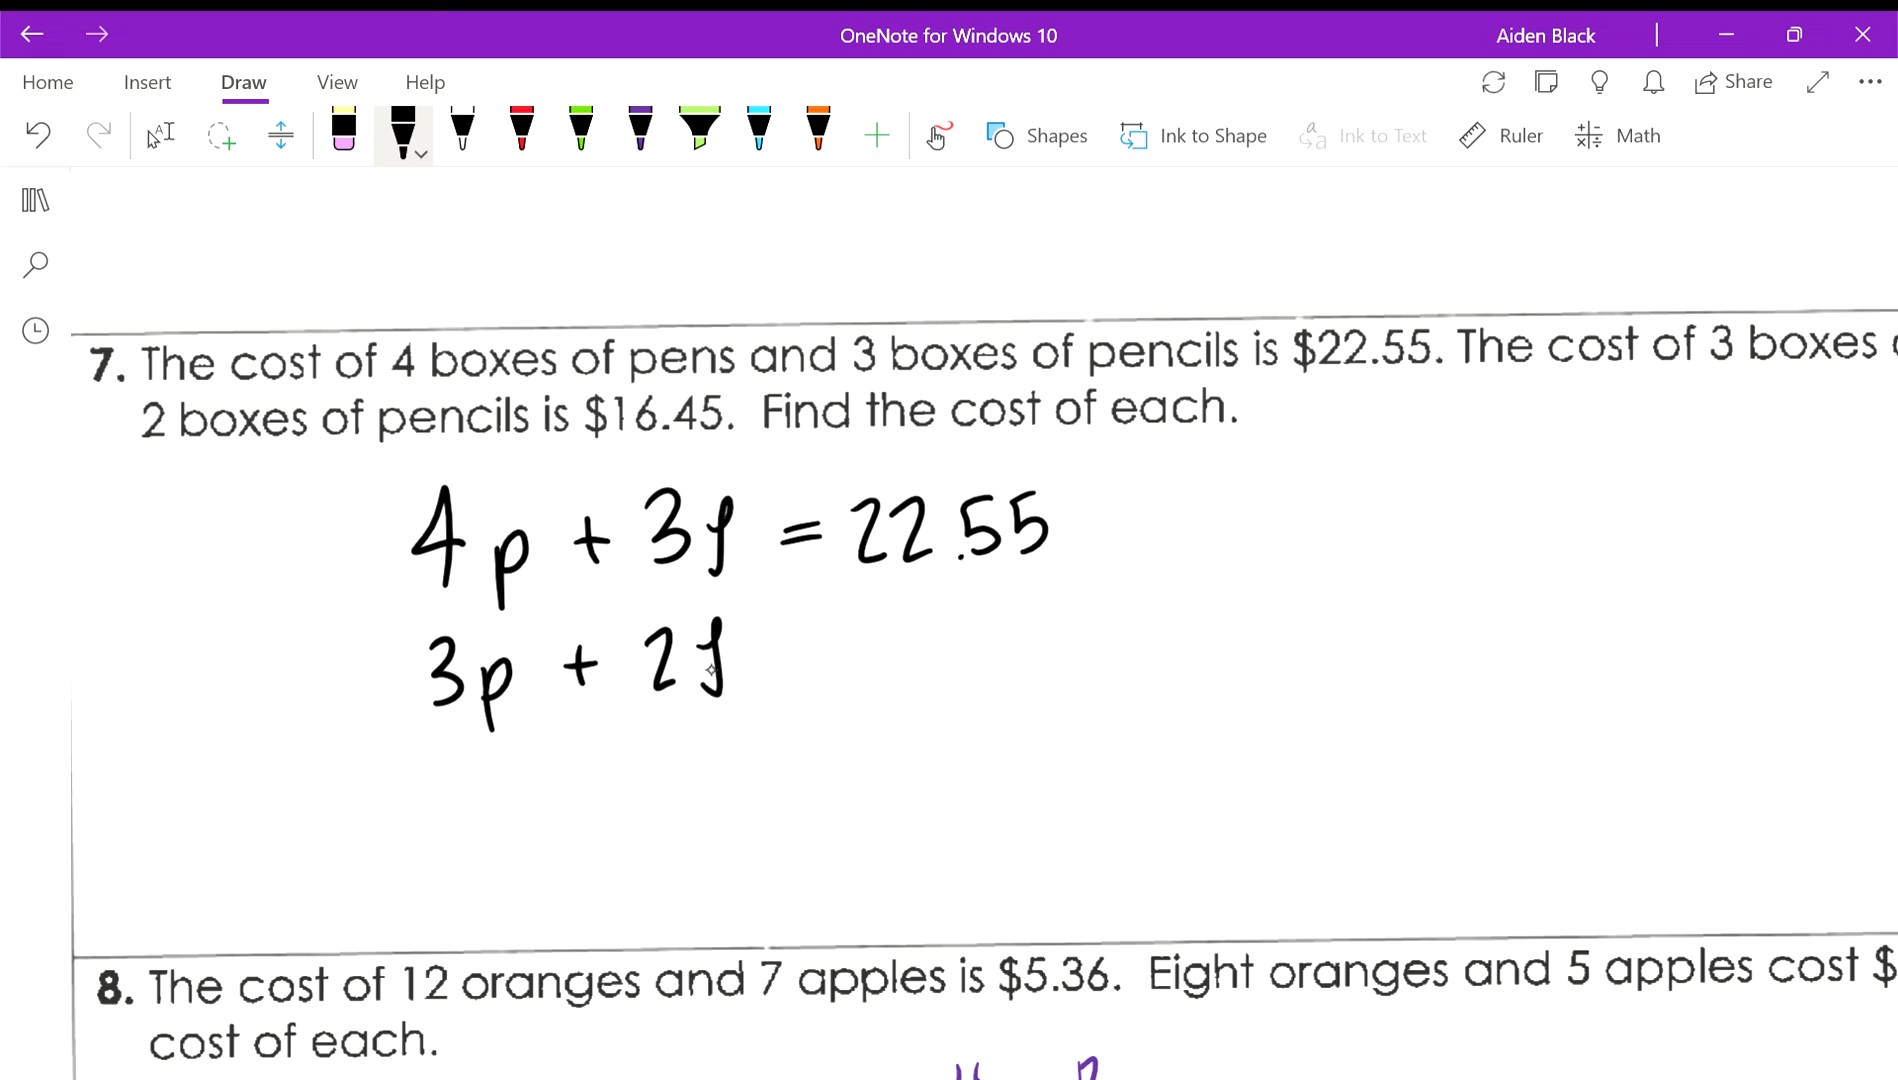 OneNote for Windows 10
Aiden Black
Home Insert Draw View Help
Share
Shapes Ink to Shape Ink to Text Ruler Math
7. The cost of 4 boxes of pens and 3 boxes of pencils is $22.55. The cost of 3 boxes
2 boxes of pencils is $16.45. Find the cost of each.
4p + 3 = 22.55
3p + 2
8. The cost of 12 oranges and 7 apples is $5.36. Eight oranges and 5 apples cost $
cost of each.